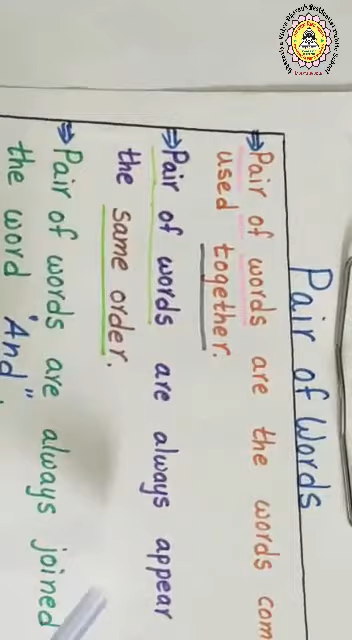 Pair of Words
⇒Pair of words are the words com
used together.
⇒Pair of words are always appear
the same order.
⇒Pair of words are always joined
the word "And".